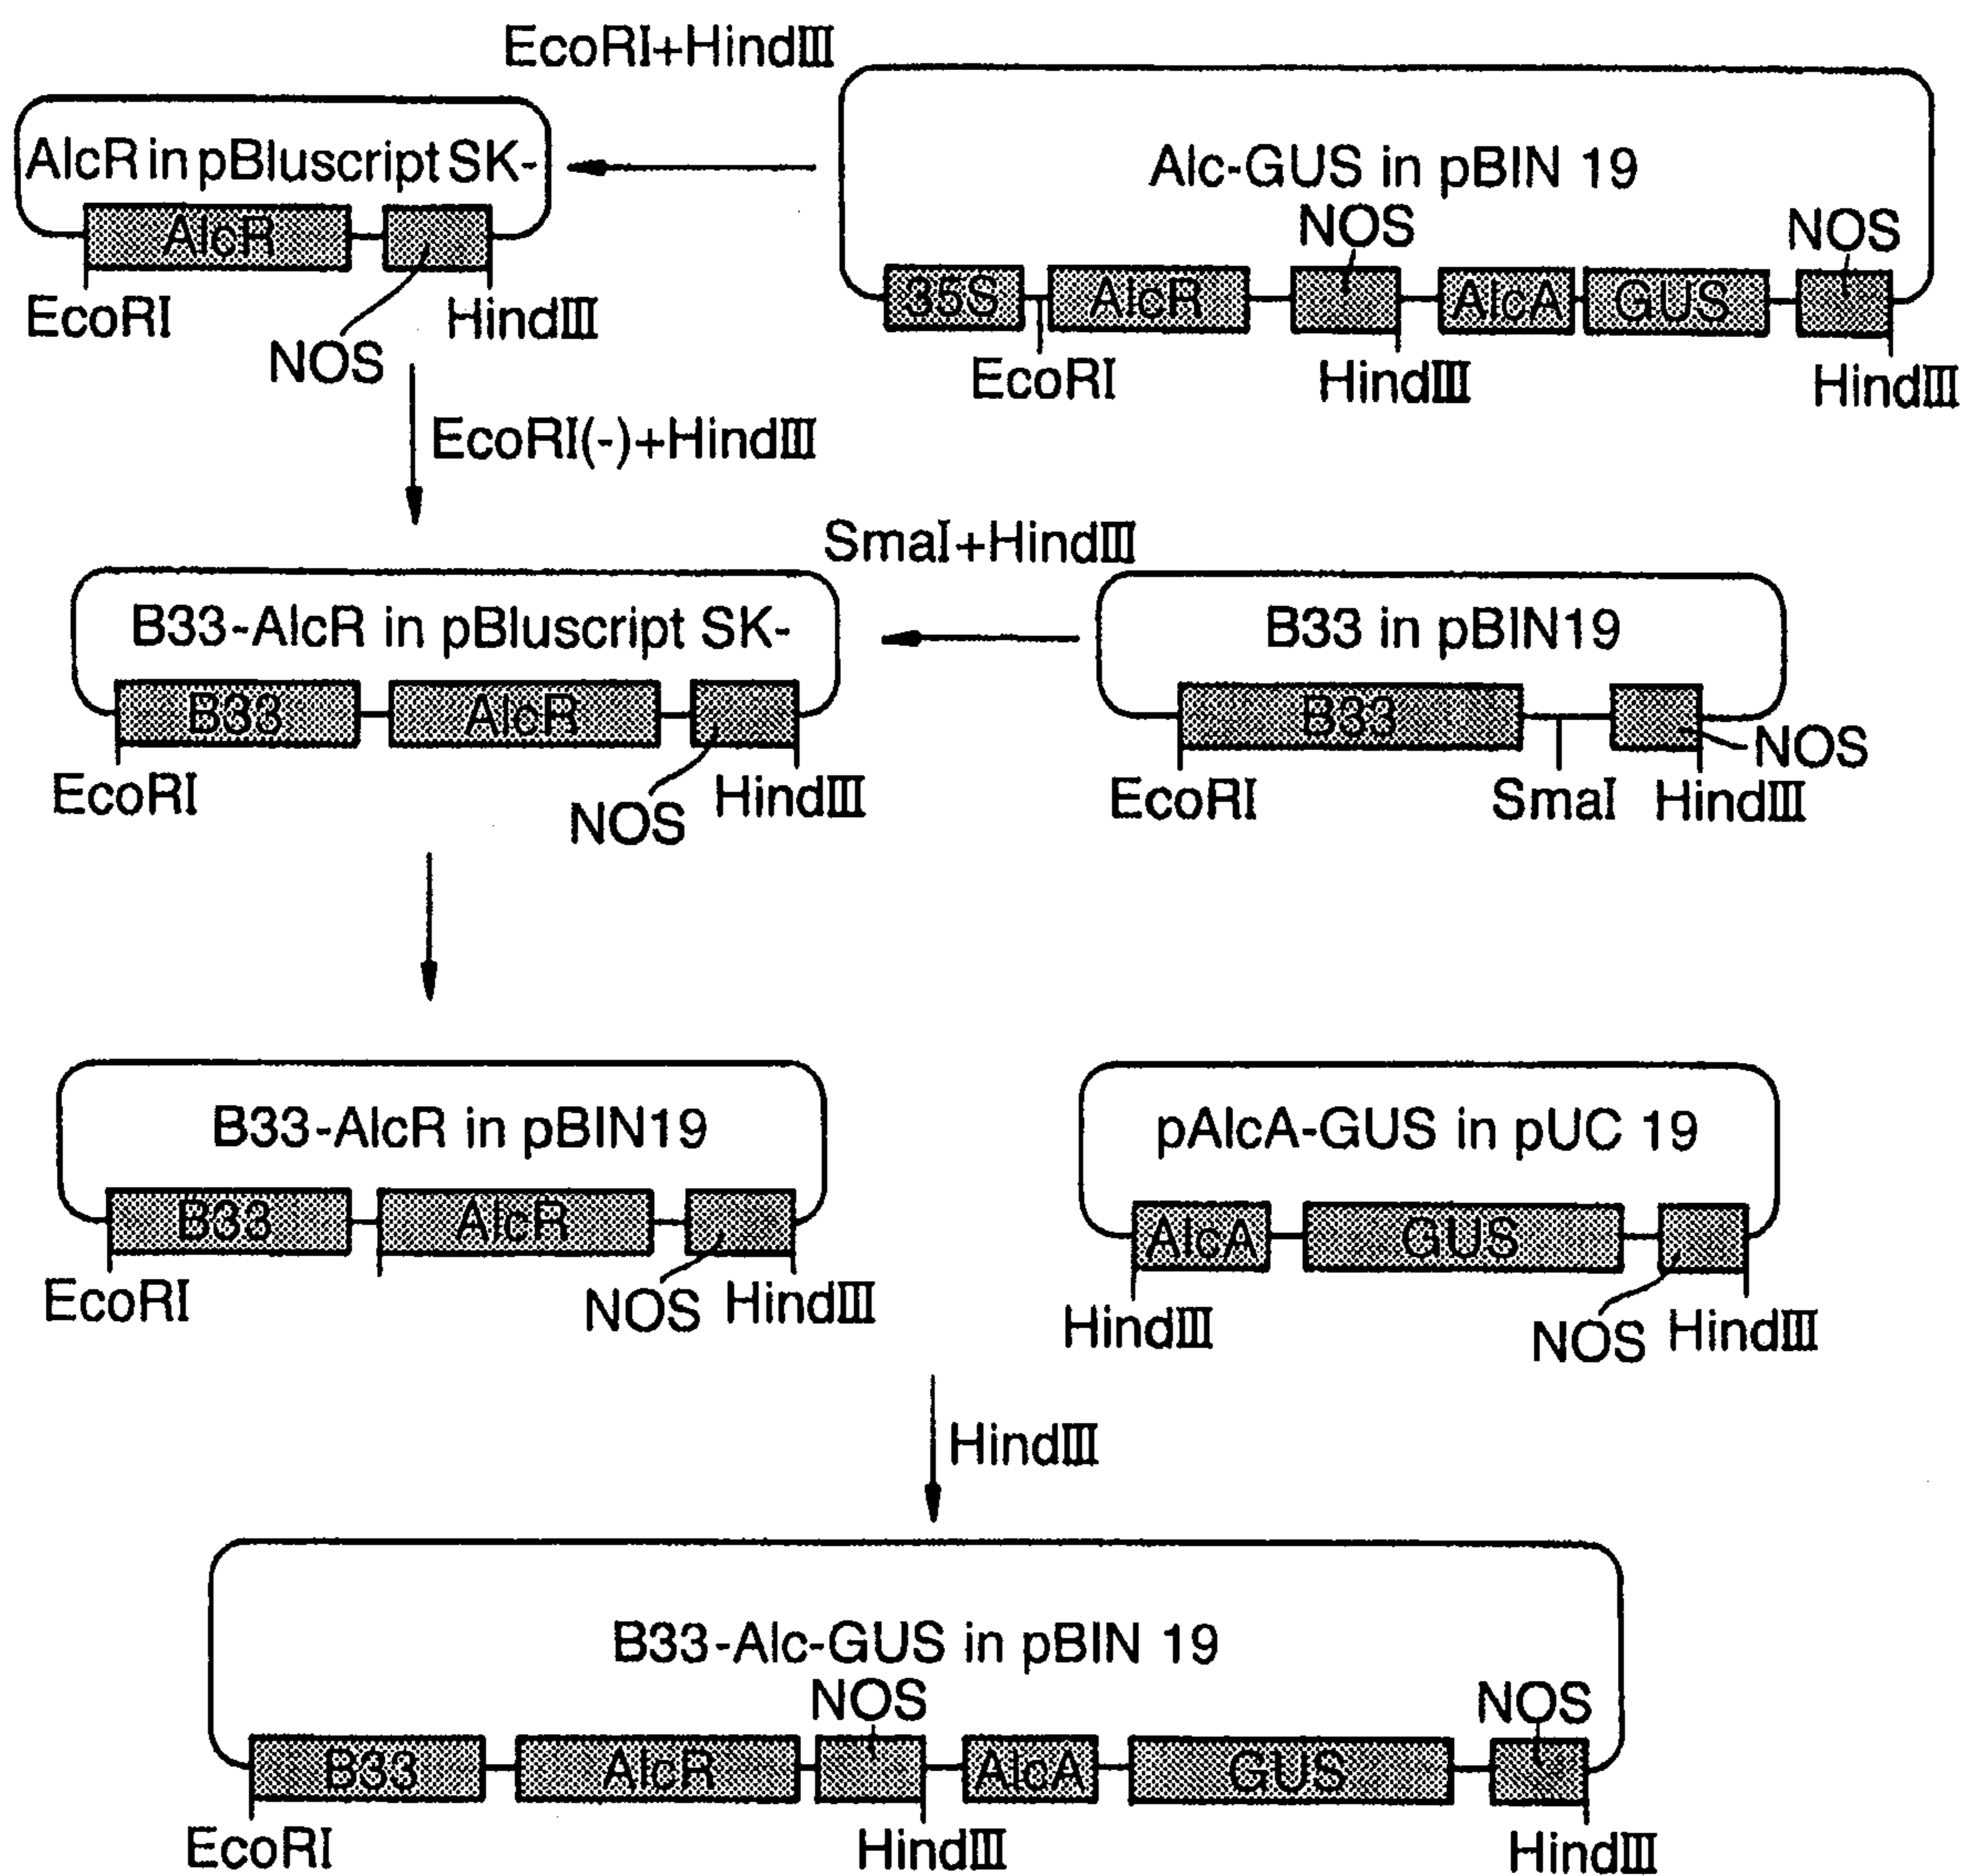 EcoRI+HindIII
AlcR in pBluscript SK-
AlcR
EcoRI
NOS
HindIII
Alc-GUS in pBIN 19
NOS
NOS
35S
AlcR
AlcA
GUS
EcoRI
HindIII
HindIII
EcoRI(-)+HindIII
SmaI+HindIII
B33-AlcR in pBluscript SK-
B33
AlcR
EcoRI
NOS
HindIII
B33 in pBIN19
B33
NOS
EcoRI
SmaI
HindIII
B33-AlcR in pBIN19
B33
AlcR
EcoRI
NOS
HindIII
pAlcA-GUS in pUC 19
AlcA
GUS
HindIII
NOS
HindIII
HindIII
B33-Alc-GUS in pBIN 19
NOS
NOS
B33
AlcR
AlcA
GUS
EcoRI
HindIII
HindIII